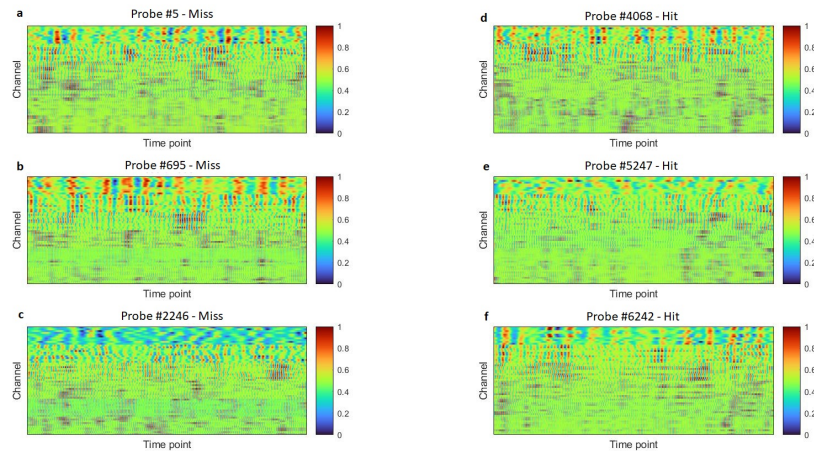 a
Probe #5 - Miss
Channel
Time point
1
0.8
0.6
0.4
0.2
0
b
Probe #695 - Miss
Channel
Time point
1
0.8
0.6
0.4
0.2
0
c
Probe #2246 - Miss
Channel
Time point
1
0.8
0.6
0.4
0.2
0
d
Probe #4068 - Hit
Channel
Time point
1
0.8
0.6
0.4
0.2
0
e
Probe #5247 - Hit
Channel
Time point
1
0.8
0.6
0.4
0.2
0
f
Probe #6242 - Hit
Channel
Time point
1
0.8
0.6
0.4
0.2
0